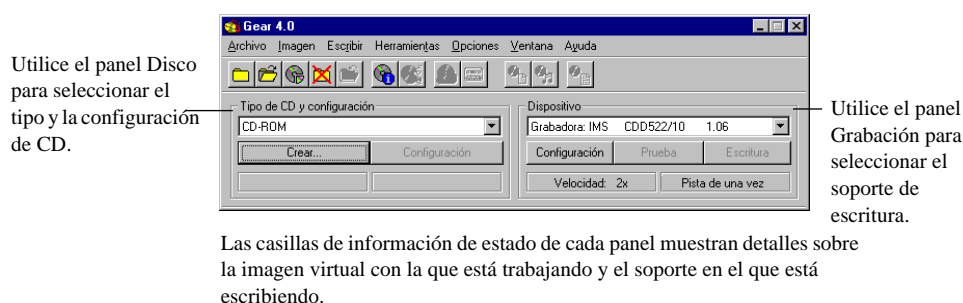 Gear 4.0
Archivo Imagen Escribir Herramientas Opciones Ventana Ayuda
Utilice el panel Disco
para seleccionar el
tipo y la configuración
de CD.
Tipo de CD y configuración
CD-ROM
Crear...
Configuración
Dispositivo
Grabadora: IMS CDD522/10 1.06
Configuración
Prueba
Escritura
Velocidad: 2x
Pista de una vez
Utilice el panel
Grabación para
seleccionar el
soporte de
escritura.
Las casillas de información de estado de cada panel muestran detalles sobre
la imagen virtual con la que está trabajando y el soporte en el que está
escribiendo.